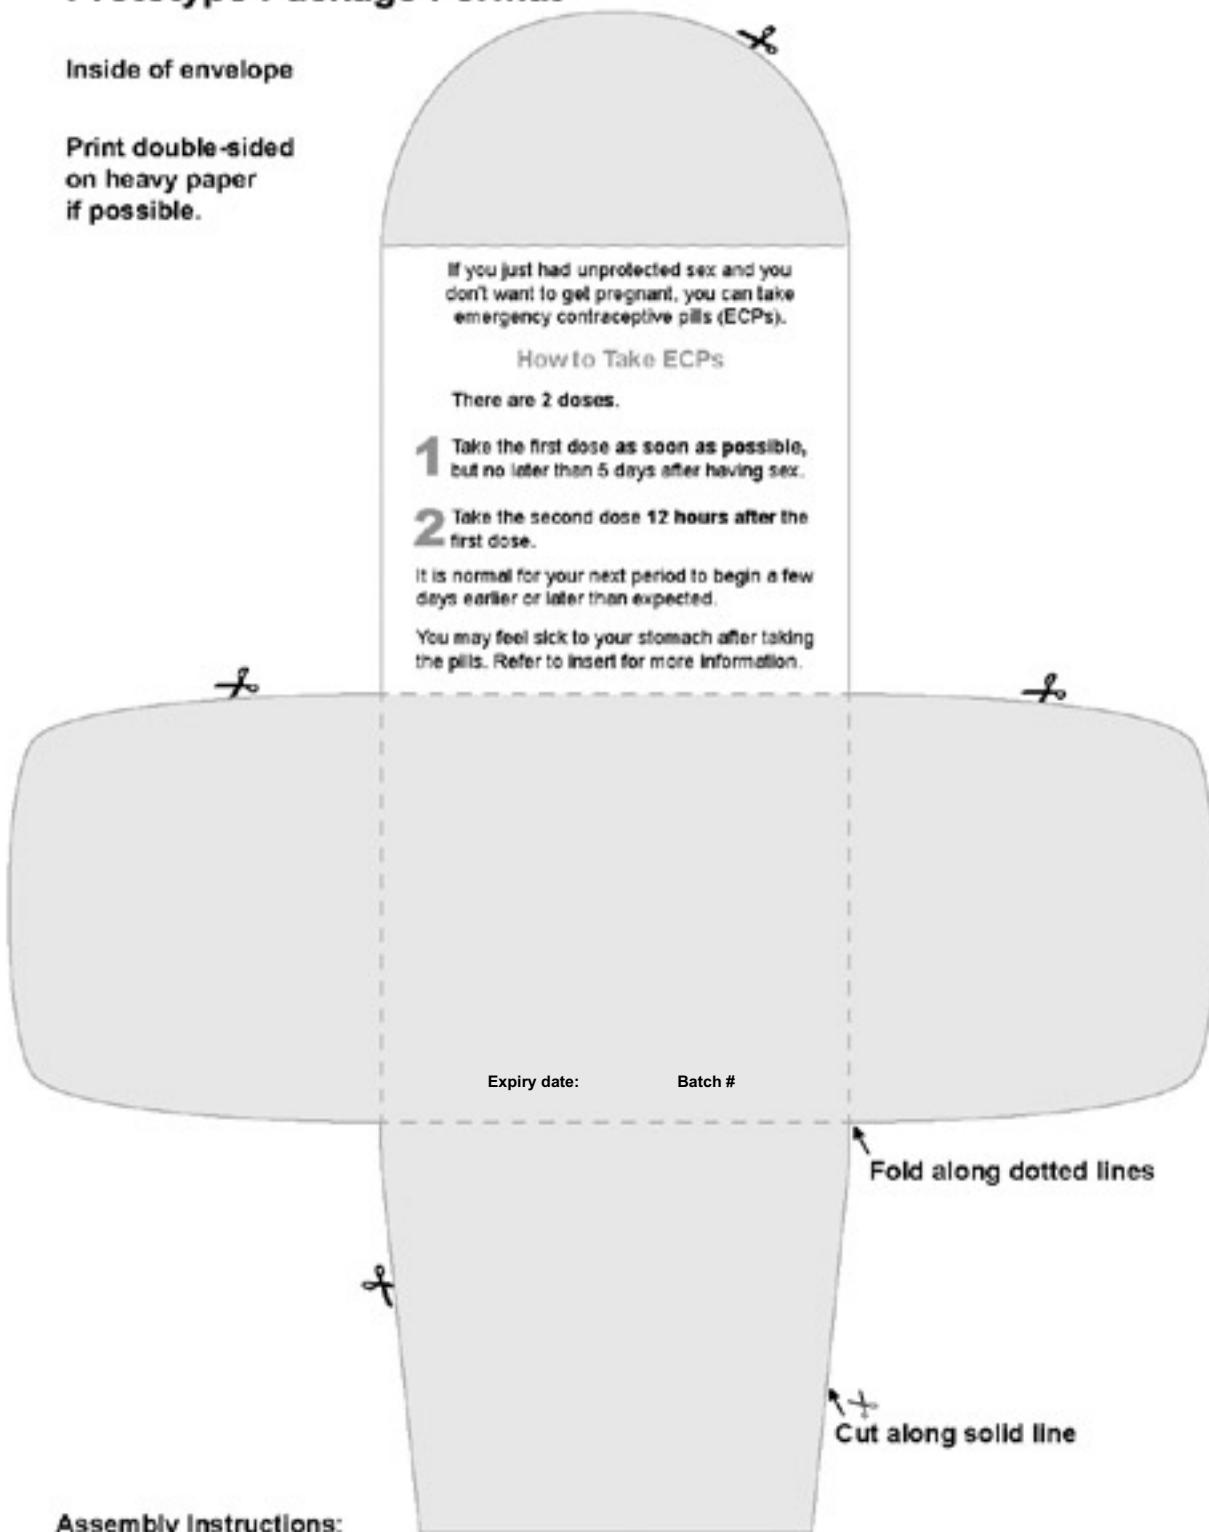 Prototype Package Format
Inside of envelope
Print double-sided
on heavy paper
if possible.
If you just had unprotected sex and you
don't want to get pregnant, you can take
emergency contraceptive pills (ECPs).
How to Take ECPs
There are 2 doses.
1 Take the first dose as soon as possible,
but no later than 5 days after having sex.
2 Take the second dose 12 hours after the
first dose.
It is normal for your next period to begin a few
days earlier or later than expected.
You may feel sick to your stomach after taking
the pills. Refer to insert for more information.
Expiry date: Batch #
Fold along dotted lines
Cut along solid line
Assembly Instructions: